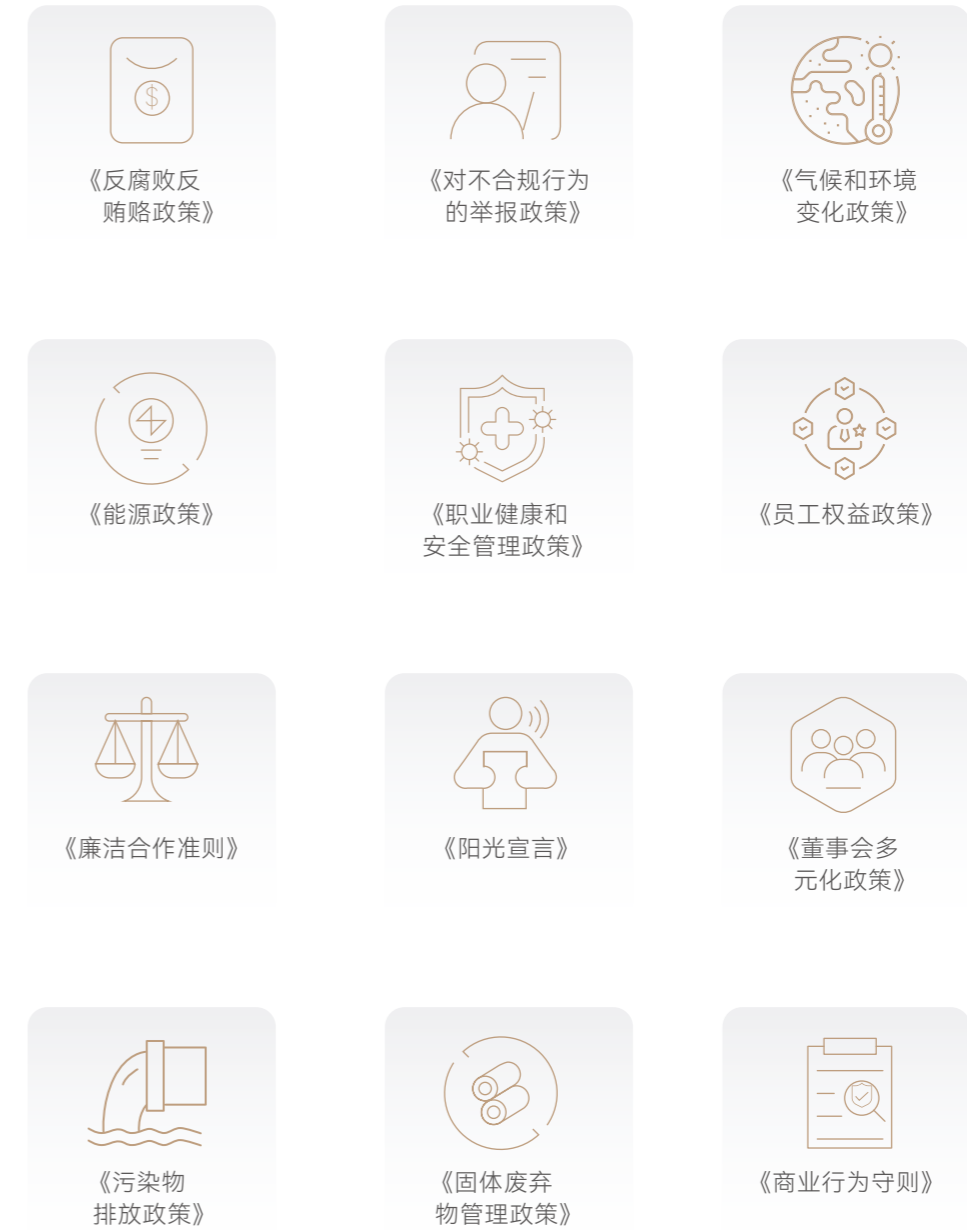 《反腐败反
贿赂政策》
《对不合规行为
的举报政策》
《气候和环境
变化政策》
《能源政策》
《职业健康和
安全管理政策》
《员工权益政策》
《廉洁合作准则》
《阳光宣言》
《董事会多
元化政策》
《污染物
排放政策》
《固体废弃
物管理政策》
《商业行为守则》